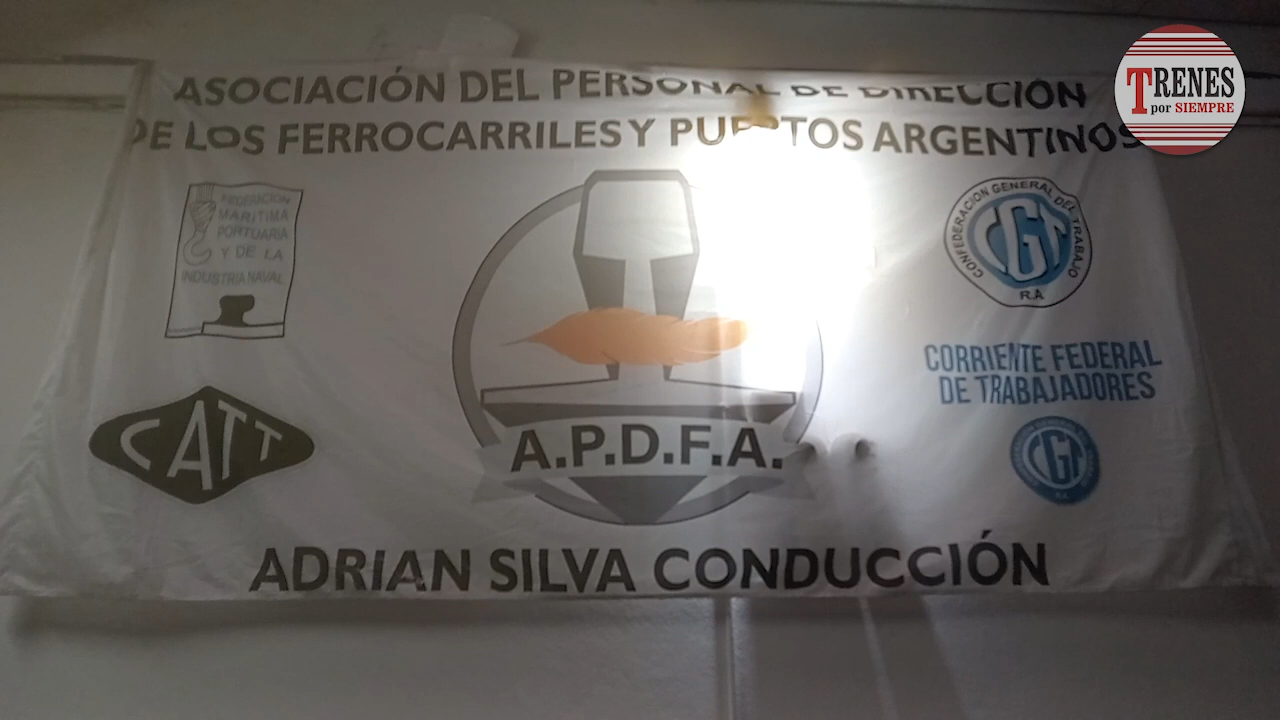 ASOCIACIÓN DEL PERSONAL DE DIRECCIÓN
DE LOS FERROCARRILES Y PUERTOS ARGENTINOS
TRENES
por SIEMPRE
FEDERACION
MARITIMA
PORTUARIA
Y DE LA
INDUSTRIA NAVAL
CONFEDERACION GENERAL DEL TRABAJO
CGT
R.A
CORRIENTE FEDERAL
DE TRABAJADORES
CATT
A.P.D.F.A.
CGT
R.A
ADRIAN SILVA CONDUCCIÓN